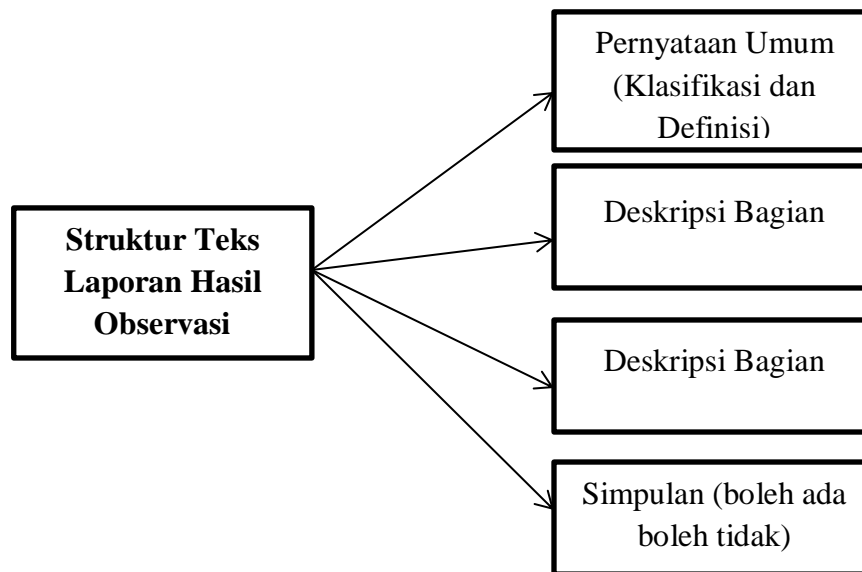 Struktur Teks
Laporan Hasil
Observasi
Pernyataan Umum
(Klasifikasi dan
Definisi)
Deskripsi Bagian
Deskripsi Bagian
Simpulan (boleh ada
boleh tidak)